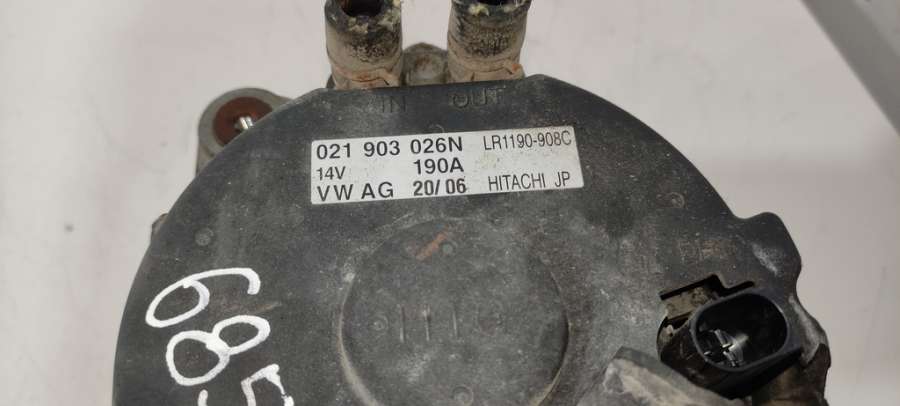 IN OUT
021 903 026N LR1190-908C
14V 190A
VW AG 20/06 HITACHI JP
685